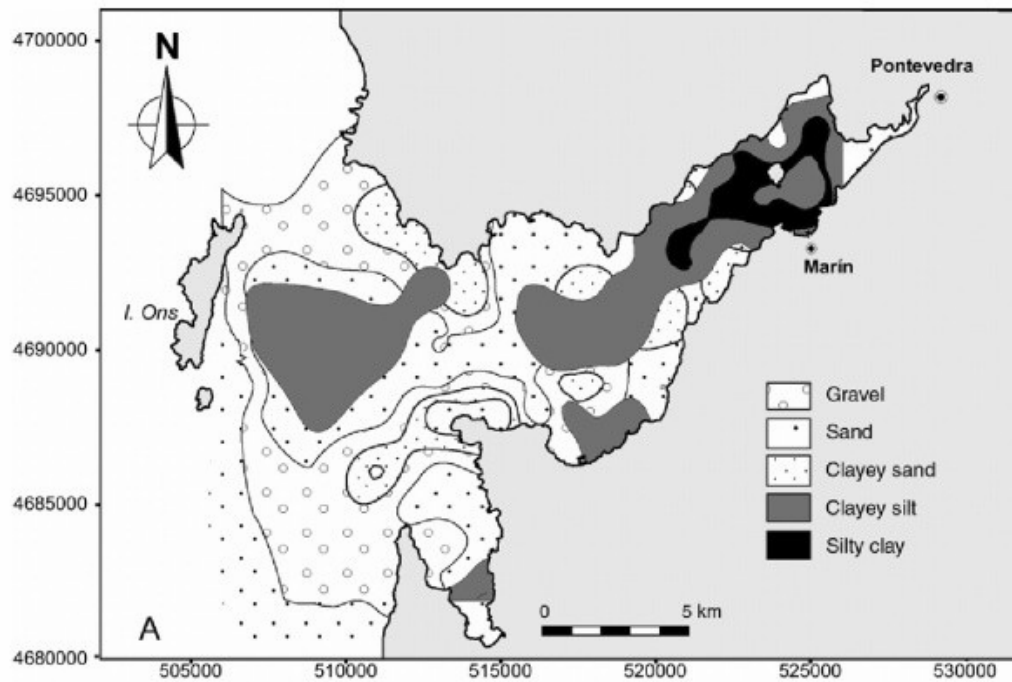 4700000
4695000
4690000
4685000
4680000
N
Pontevedra
Marín
I. Ons
Gravel
Sand
Clayey sand
Clayey silt
Silty clay
0 5 km
A
505000 510000 515000 520000 525000 530000